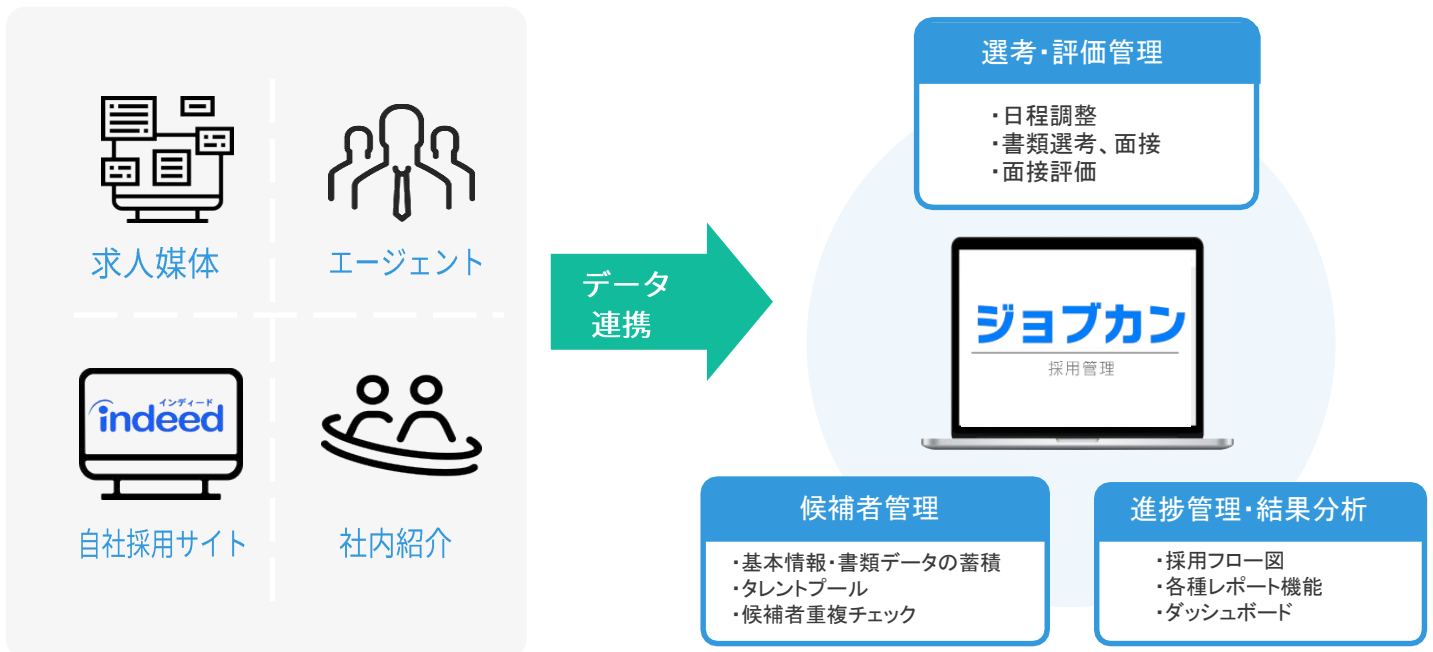 求人媒体
エージェント
インディード
indeed
自社採用サイト
社内紹介
データ
連携
選考・評価管理
・日程調整
・書類選考、面接
・面接評価
ジョブカン
採用管理
候補者管理
・基本情報・書類データの蓄積
・タレントプール
・候補者重複チェック
進捗管理・結果分析
・採用フロー図
・各種レポート機能
・ダッシュボード